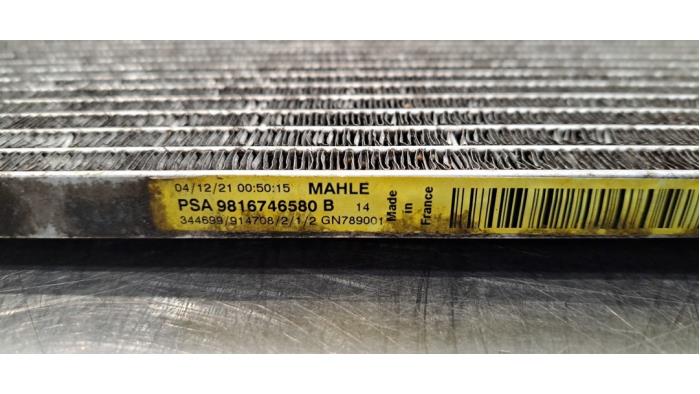 04/12/21 00:50:15 MAHLE
PSA 9816746580 B 14
344699/914708/2/1/2 GN789001
Made
in
France